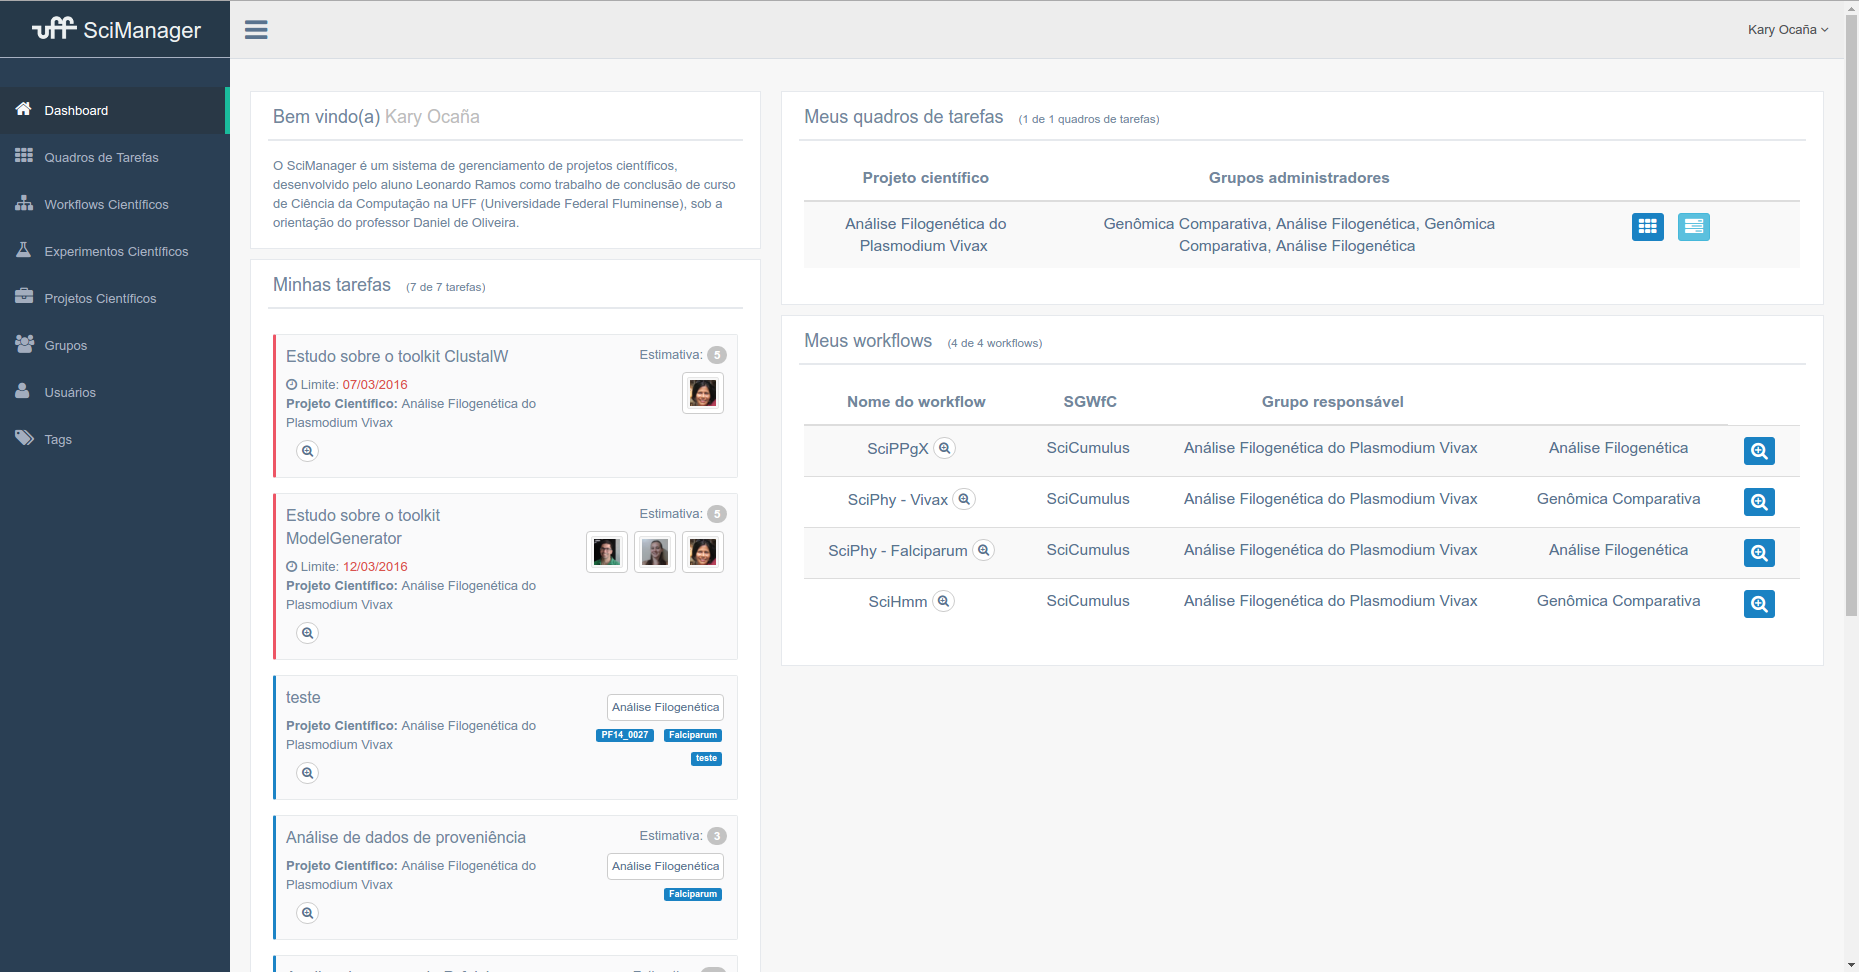 uff SciManager
Kary Ocaña
Dashboard
Quadros de Tarefas
Workflows Científicos
Experimentos Científicos
Projetos Científicos
Grupos
Usuários
Tags
Bem vindo(a) Kary Ocaña
O SciManager é um sistema de gerenciamento de projetos científicos,
desenvolvido pelo aluno Leonardo Ramos como trabalho de conclusão de curso
de Ciência da Computação na UFF (Universidade Federal Fluminense), sob a
orientação do professor Daniel de Oliveira.
Minhas tarefas (7 de 7 tarefas)
Estudo sobre o toolkit ClustalW
Estimativa: 5
Limite: 07/03/2016
Projeto Científico: Análise Filogenética do
Plasmodium Vivax
Estudo sobre o toolkit
ModelGenerator
Estimativa: 5
Limite: 12/03/2016
Projeto Científico: Análise Filogenética do
Plasmodium Vivax
teste
Projeto Científico: Análise Filogenética do
Plasmodium Vivax
Análise Filogenética
PF14_0027 Falciparum
teste
Análise de dados de proveniência
Estimativa: 3
Projeto Científico: Análise Filogenética do
Plasmodium Vivax
Análise Filogenética
Falciparum
Meus quadros de tarefas (1 de 1 quadros de tarefas)
Projeto científico Grupos administradores
Análise Filogenética do
Plasmodium Vivax
Genômica Comparativa, Análise Filogenética, Genômica
Comparativa, Análise Filogenética
Meus workflows (4 de 4 workflows)
Nome do workflow SGWfC Grupo responsável
SciPPgX SciCumulus Análise Filogenética do Plasmodium Vivax Análise Filogenética
SciPhy - Vivax SciCumulus Análise Filogenética do Plasmodium Vivax Genômica Comparativa
SciPhy - Falciparum SciCumulus Análise Filogenética do Plasmodium Vivax Análise Filogenética
SciHmm SciCumulus Análise Filogenética do Plasmodium Vivax Genômica Comparativa